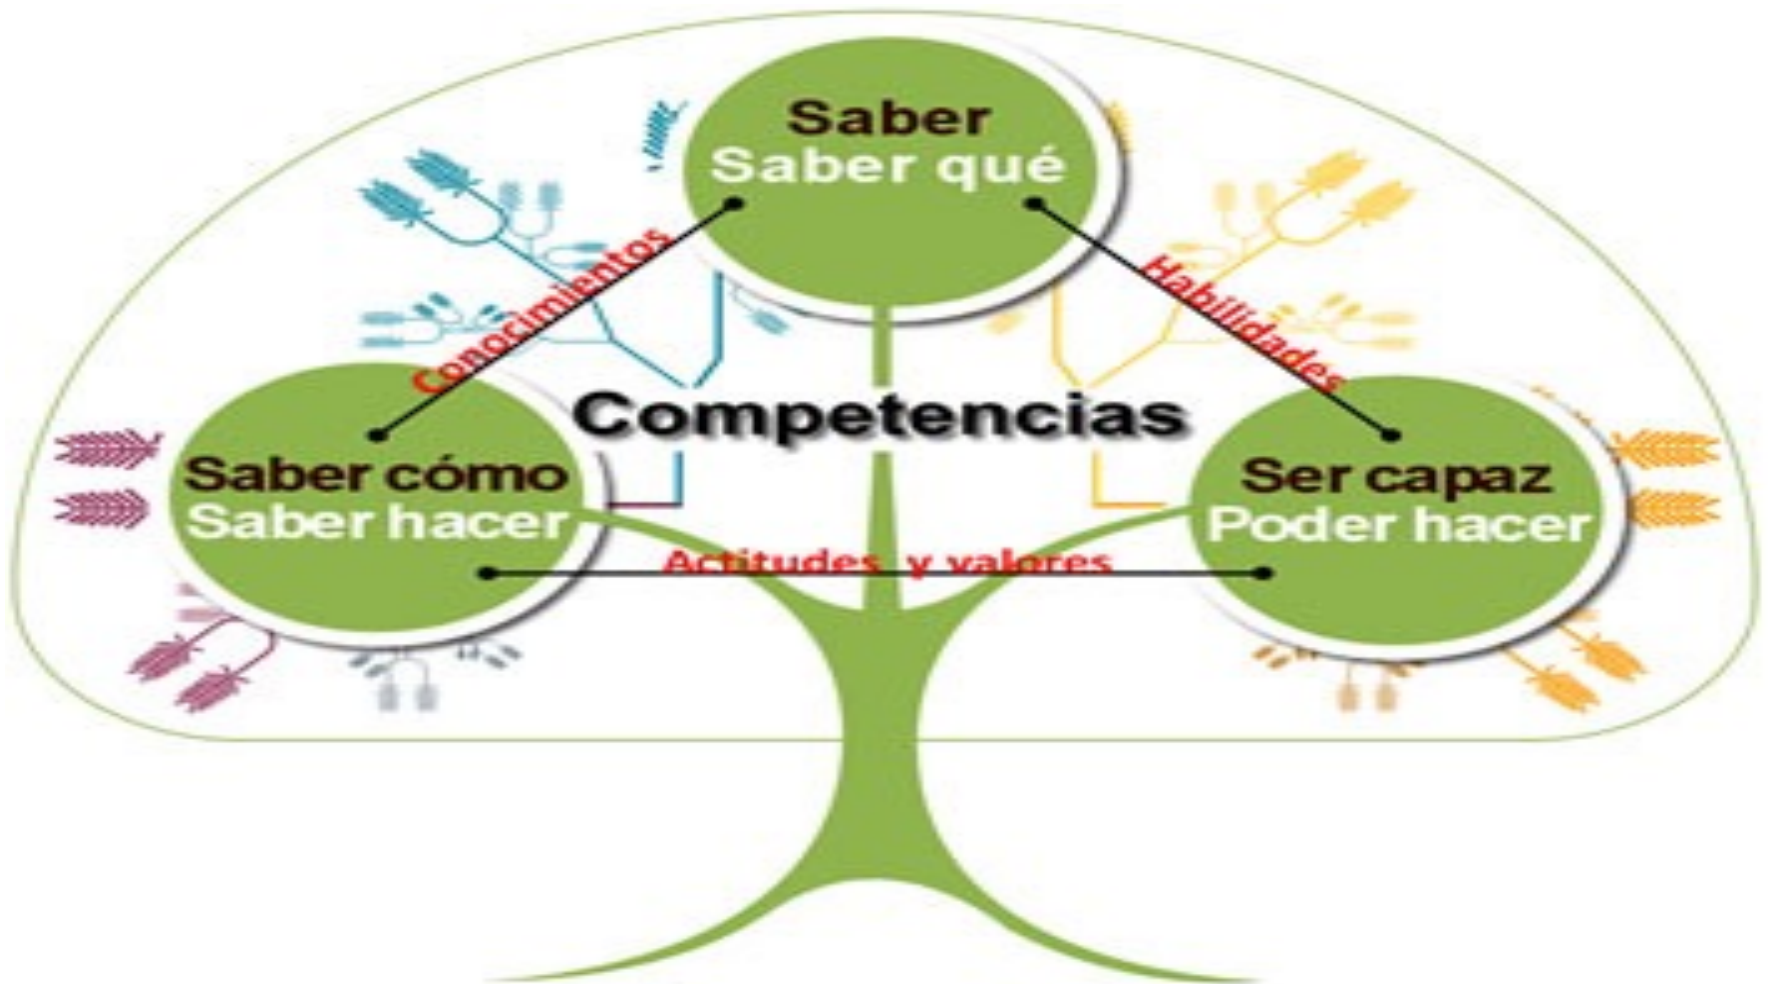 Saber
Saber qué
Conocimientos
Habilidades
Competencias
Saber cómo
Saber hacer
Ser capaz
Poder hacer
Actitudes y valores